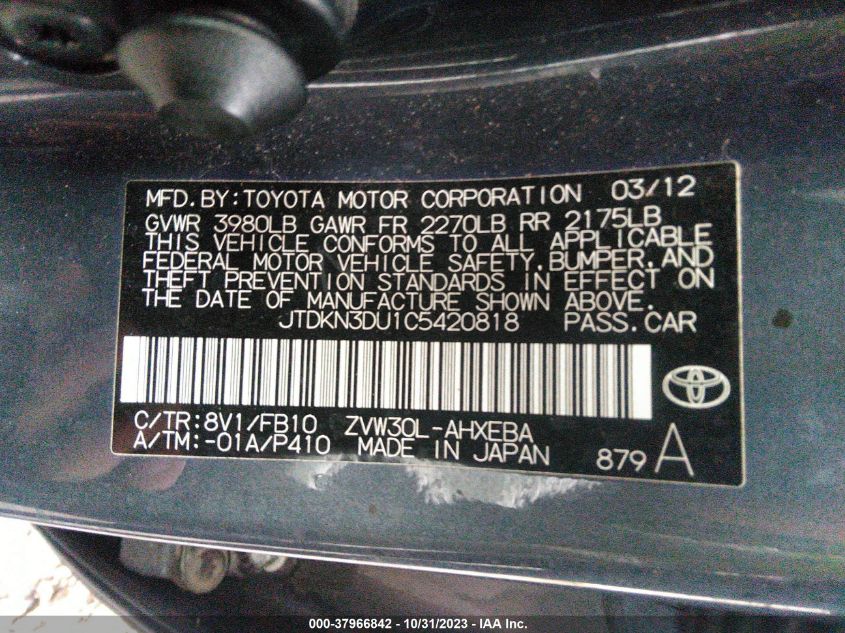 MFD. BY: TOYOTA MOTOR CORPORATION 03/12
GVWR 3980LB GAWR FR 2270LB RR 2175LB
THIS VEHICLE CONFORMS TO ALL APPLICABLE
FEDERAL MOTOR VEHICLE SAFETY, BUMPER, AND
THEFT PREVENTION STANDARDS IN EFFECT ON
THE DATE OF MANUFACTURE SHOWN ABOVE.
JTDKN3DU1C5420818 PASS. CAR
C/TR: 8V1/FB10 ZVW30L-AHXEBA
A/TM: -01A/P410 MADE IN JAPAN 879 A
000-37966842 - 10/31/2023 - IAA Inc.